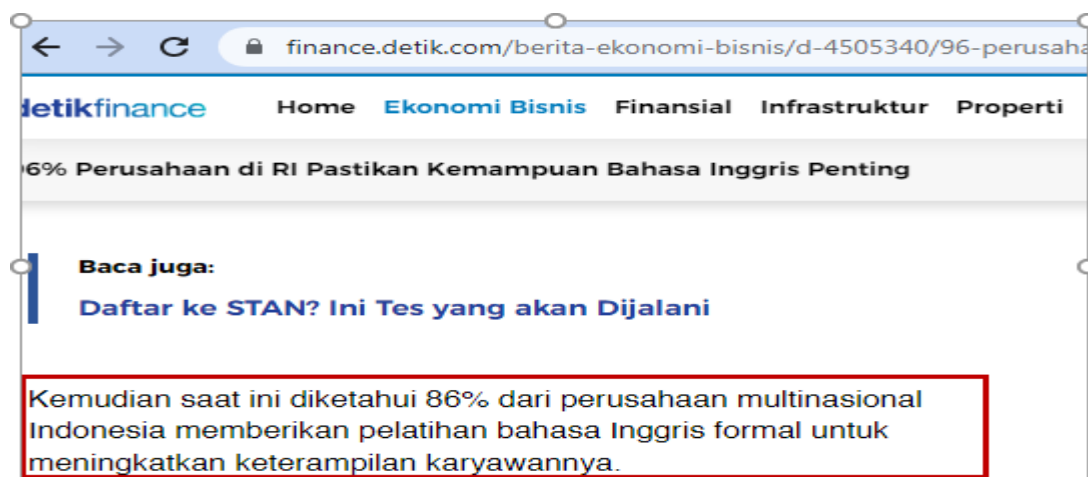 finance.detik.com/berita-ekonomi-bisnis/d-4505340/96-perusaha
detikfinance Home Ekonomi Bisnis Finansial Infrastruktur Properti
96% Perusahaan di RI Pastikan Kemampuan Bahasa Inggris Penting
Baca juga:
Daftar ke STAN? Ini Tes yang akan Dijalani
Kemudian saat ini diketahui 86% dari perusahaan multinasional
Indonesia memberikan pelatihan bahasa Inggris formal untuk
meningkatkan keterampilan karyawannya.